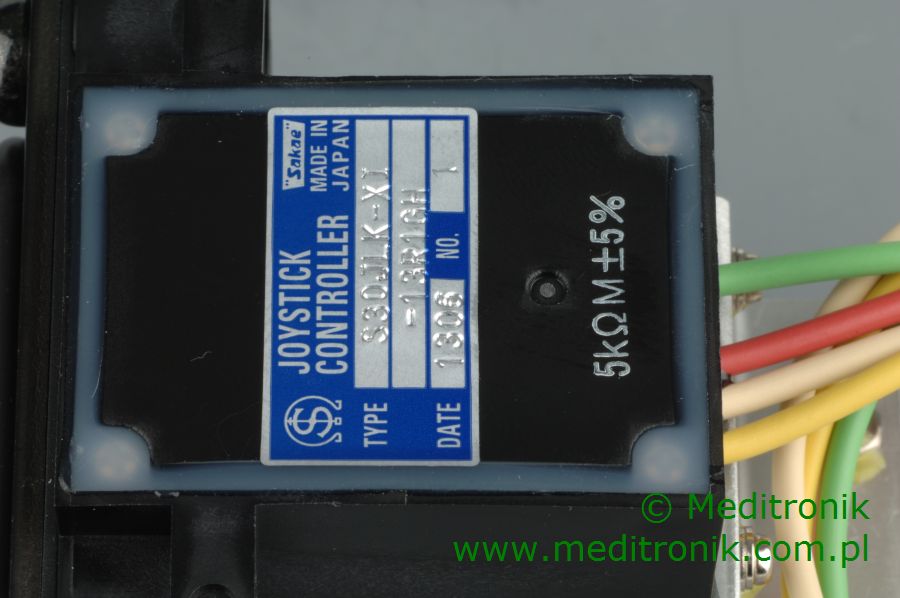 JOYSTICK
CONTROLLER
"Sakae"
MADE IN
JAPAN
TYPE S30JLK-XI
-13R1GH
DATE 1306 NO. 1
5kΩM±5%
© Meditronik
www.meditronik.com.pl